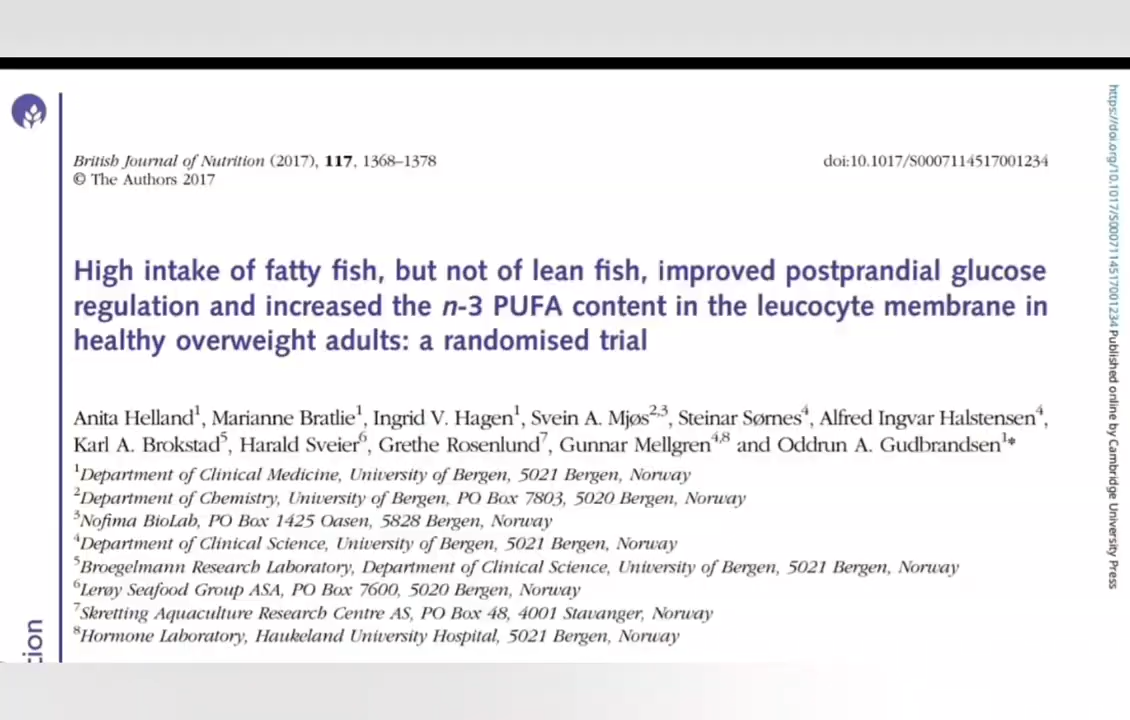 British Journal of Nutrition (2017), 117, 1368–1378
doi:10.1017/S0007114517001234
© The Authors 2017
High intake of fatty fish, but not of lean fish, improved postprandial glucose
regulation and increased the n-3 PUFA content in the leucocyte membrane in
healthy overweight adults: a randomised trial
Anita Helland1, Marianne Bratlie1, Ingrid V. Hagen1, Svein A. Mjøs2,3, Steinar Sørnes4, Alfred Ingvar Halstensen4,
Karl A. Brokstad5, Harald Sveier6, Grethe Rosenlund7, Gunnar Mellgren4,8 and Oddrun A. Gudbrandsen1*
1Department of Clinical Medicine, University of Bergen, 5021 Bergen, Norway
2Department of Chemistry, University of Bergen, PO Box 7803, 5020 Bergen, Norway
3Nofima BioLab, PO Box 1425 Oasen, 5828 Bergen, Norway
4Department of Clinical Science, University of Bergen, 5021 Bergen, Norway
5Broegelmann Research Laboratory, Department of Clinical Science, University of Bergen, 5021 Bergen, Norway
6Lerøy Seafood Group ASA, PO Box 7600, 5020 Bergen, Norway
7Skretting Aquaculture Research Centre AS, PO Box 48, 4001 Stavanger, Norway
8Hormone Laboratory, Haukeland University Hospital, 5021 Bergen, Norway
https://doi.org/10.1017/S0007114517001234 Published online by Cambridge University Press
tion